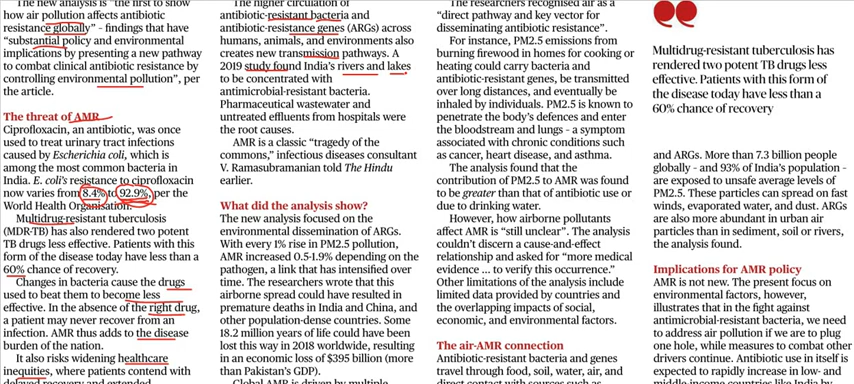 The new analysis is "the first to show
how air pollution affects antibiotic
resistance globally" – findings that have
"substantial policy and environmental
implications by presenting a new pathway
to combat clinical antibiotic resistance by
controlling environmental pollution", per
the article.
The threat of AMR
Ciprofloxacin, an antibiotic, was once
used to treat urinary tract infections
caused by Escherichia coli, which is
among the most common bacteria in
India. E. coli's resistance to ciprofloxacin
now varies from 8.4% to 92.9%, per the
World Health Organisation.
Multidrug-resistant tuberculosis
(MDR-TB) has also rendered two potent
TB drugs less effective. Patients with this
form of the disease today have less than a
60% chance of recovery.
Changes in bacteria cause the drugs
used to beat them to become less
effective. In the absence of the right drug,
a patient may never recover from an
infection. AMR thus adds to the disease
burden of the nation.
It also risks widening healthcare
inequities, where patients contend with
delayed recovery and extended
The higher circulation of
antibiotic-resistant bacteria and
antibiotic-resistance genes (ARGs) across
humans, animals, and environments also
creates new transmission pathways. A
2019 study found India's rivers and lakes
to be concentrated with
antimicrobial-resistant bacteria.
Pharmaceutical wastewater and
untreated effluents from hospitals were
the root causes.
AMR is a classic "tragedy of the
commons," infectious diseases consultant
V. Ramasubramanian told The Hindu
earlier.
What did the analysis show?
The new analysis focused on the
environmental dissemination of ARGs.
With every 1% rise in PM2.5 pollution,
AMR increased 0.5-1.9% depending on the
pathogen, a link that has intensified over
time. The researchers wrote that this
airborne spread could have resulted in
premature deaths in India and China, and
other population-dense countries. Some
18.2 million years of life could have been
lost this way in 2018 worldwide, resulting
in an economic loss of $395 billion (more
than Pakistan's GDP).
Global AMR is driven by multiple
The researchers recognised air as a
"direct pathway and key vector for
disseminating antibiotic resistance".
For instance, PM2.5 emissions from
burning firewood in homes for cooking or
heating could carry bacteria and
antibiotic-resistant genes, be transmitted
over long distances, and eventually be
inhaled by individuals. PM2.5 is known to
penetrate the body's defences and enter
the bloodstream and lungs – a symptom
associated with chronic conditions such
as cancer, heart disease, and asthma.
The analysis found that the
contribution of PM2.5 to AMR was found
to be greater than that of antibiotic use or
due to drinking water.
However, how airborne pollutants
affect AMR is "still unclear". The analysis
couldn't discern a cause-and-effect
relationship and asked for "more medical
evidence ... to verify this occurrence."
Other limitations of the analysis include
limited data provided by countries and
the overlapping impacts of social,
economic, and environmental factors.
The air-AMR connection
Antibiotic-resistant bacteria and genes
travel through food, soil, water, air, and
direct contact with sources such as
Multidrug-resistant tuberculosis has
rendered two potent TB drugs less
effective. Patients with this form of
the disease today have less than a
60% chance of recovery
and ARGs. More than 7.3 billion people
globally – and 93% of India's population –
are exposed to unsafe average levels of
PM2.5. These particles can spread on fast
winds, evaporated water, and dust. ARGs
are also more abundant in urban air
particles than in sediment, soil or rivers,
the analysis found.
Implications for AMR policy
AMR is not new. The present focus on
environmental factors, however,
illustrates that in the fight against
antimicrobial-resistant bacteria, we need
to address air pollution if we are to plug
one hole, while measures to combat other
drivers continue. Antibiotic use in itself is
expected to rapidly increase in low- and
middle-income countries like India by